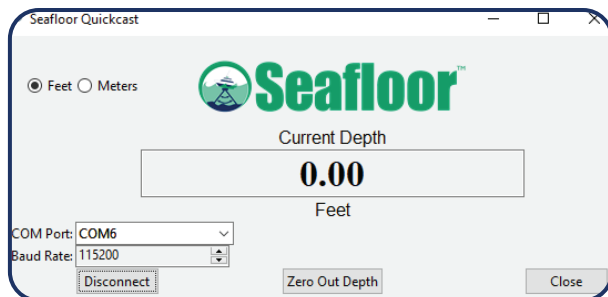 Seafloor Quickcast
Feet Meters
Seafloor™
Current Depth
0.00
Feet
COM Port: COM6
Baud Rate: 115200
Disconnect Zero Out Depth Close